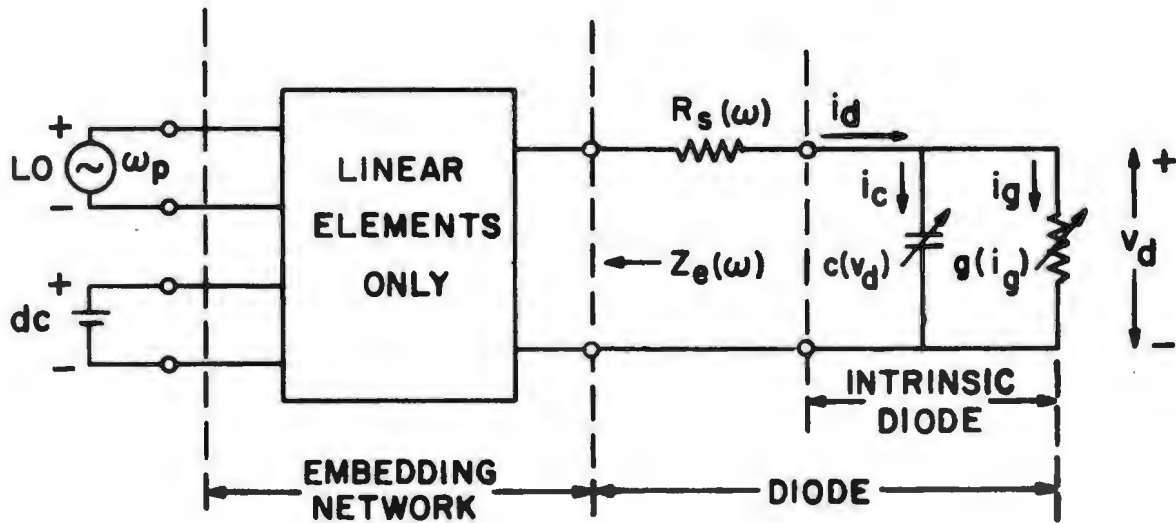 +
LO
ωp
−
+
dc
−
LINEAR
ELEMENTS
ONLY
Rs(ω)
id
ic
ig
Ze(ω)
c(vd)
g(ig)
+
vd
−
INTRINSIC
DIODE
EMBEDDING
NETWORK
DIODE